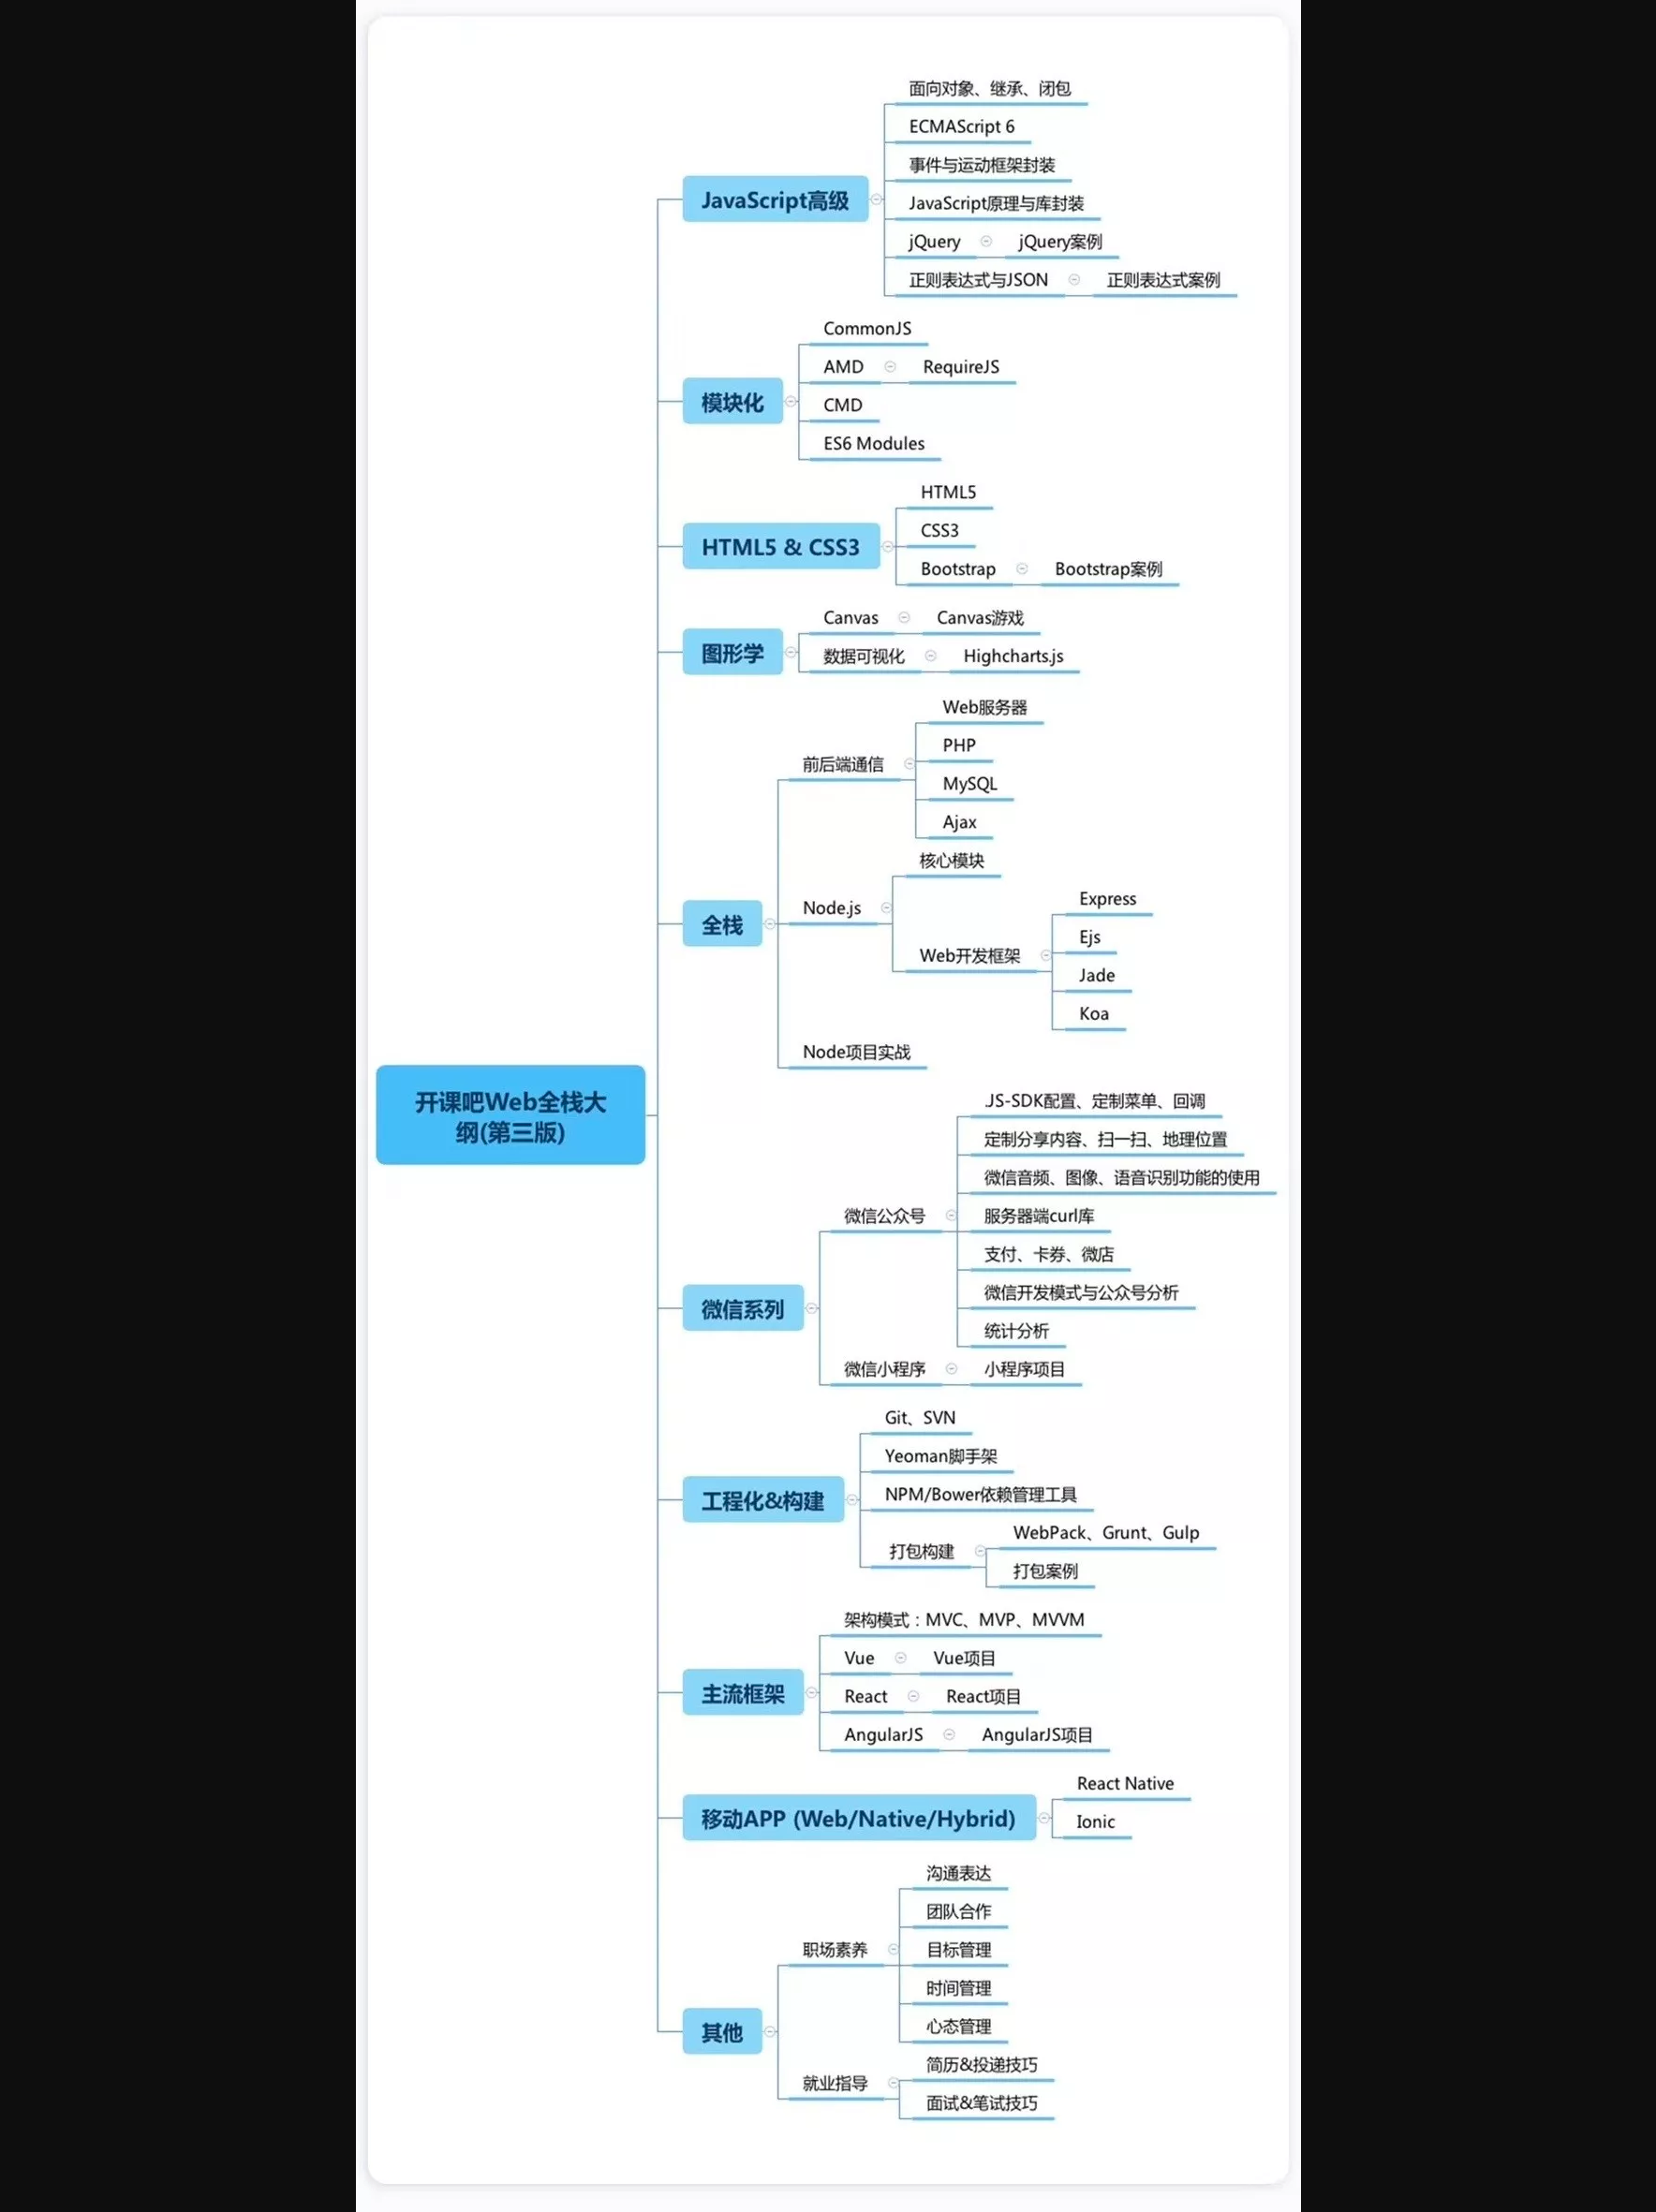 面向对象、继承、闭包
ECMAScript 6
事件与运动框架封装
JavaScript高级
JavaScript原理与库封装
jQuery
jQuery案例
正则表达式与JSON
正则表达式案例
CommonJS
AMD
RequireJS
模块化
CMD
ES6 Modules
HTML5
CSS3
HTML5 & CSS3
Bootstrap
Bootstrap案例
Canvas
Canvas游戏
图形学
数据可视化
Highcharts.js
Web服务器
PHP
前后端通信
MySQL
Ajax
核心模块
Node.js
Express
全栈
Ejs
Web开发框架
Jade
Koa
Node项目实战
开课吧Web全栈大
纲(第三版)
JS-SDK配置、定制菜单、回调
定制分享内容、扫一扫、地理位置
微信音频、图像、语音识别功能的使用
微信公众号
服务器端curl库
支付、卡券、微店
微信开发模式与公众号分析
微信系列
统计分析
微信小程序
小程序项目
Git、SVN
Yeoman脚手架
工程化&构建
NPM/Bower依赖管理工具
WebPack、Grunt、Gulp
打包构建
打包案例
架构模式：MVC、MVP、MVVM
Vue
Vue项目
主流框架
React
React项目
AngularJS
AngularJS项目
React Native
移动APP (Web/Native/Hybrid)
Ionic
沟通表达
团队合作
职场素养
目标管理
时间管理
其他
心态管理
简历&投递技巧
就业指导
面试&笔试技巧